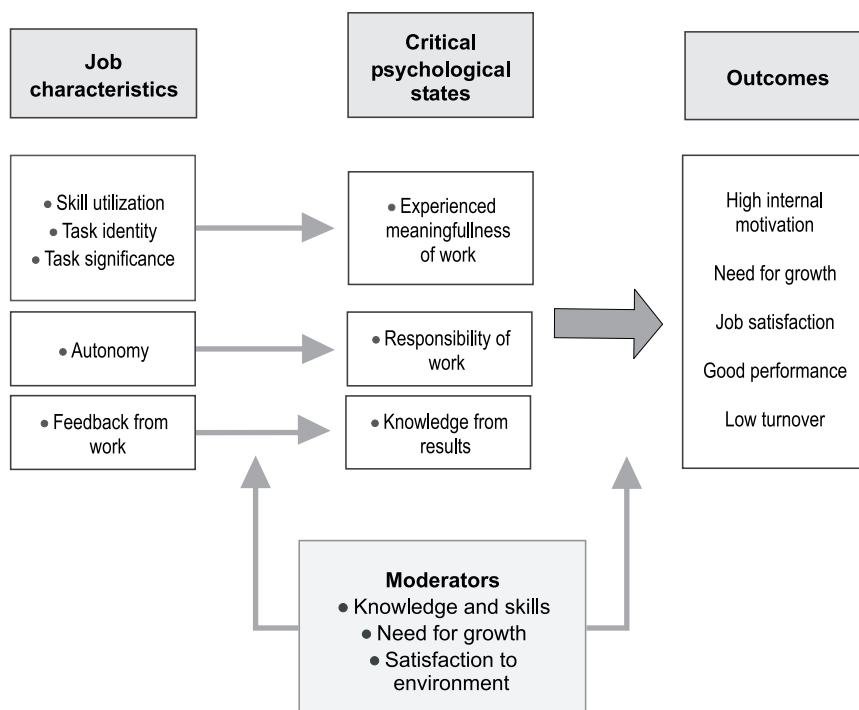 Job
characteristics
Critical
psychological
states
Outcomes
● Skill utilization
● Task identity
● Task significance
● Experienced
meaningfullness
of work
● Autonomy
● Responsibility of
work
● Feedback from
work
● Knowledge from
results
High internal
motivation
Need for growth
Job satisfaction
Good performance
Low turnover
Moderators
● Knowledge and skills
● Need for growth
● Satisfaction to
environment